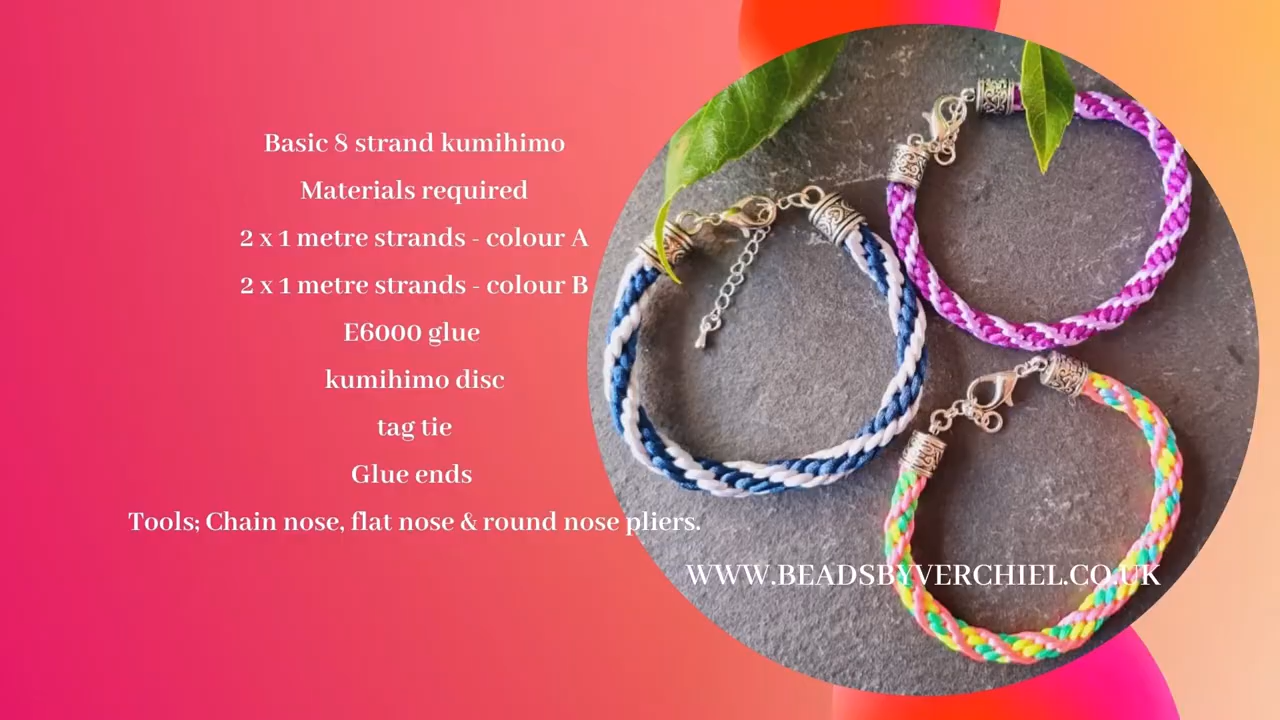 Basic 8 strand kumihimo
Materials required
2 x 1 metre strands - colour A
2 x 1 metre strands - colour B
E6000 glue
kumihimo disc
tag tie
Glue ends
Tools; Chain nose, flat nose & round nose pliers.
WWW.BEADSBYVERCHIEL.CO.UK